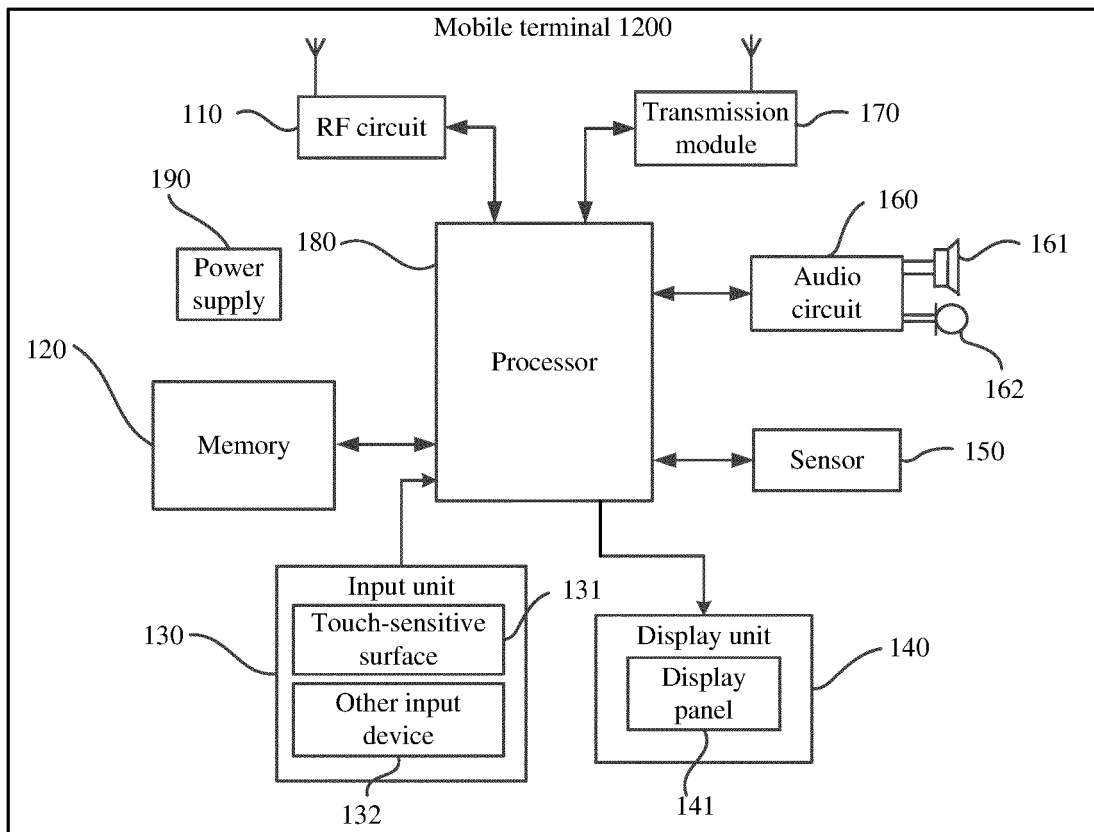 Mobile terminal 1200
110
RF circuit
Transmission
module
170
190
Power
supply
180
Processor
160
Audio
circuit
161
162
120
Memory
Sensor
150
Input unit
130
Touch-sensitive
surface
131
Other input
device
132
Display unit
140
Display
panel
141